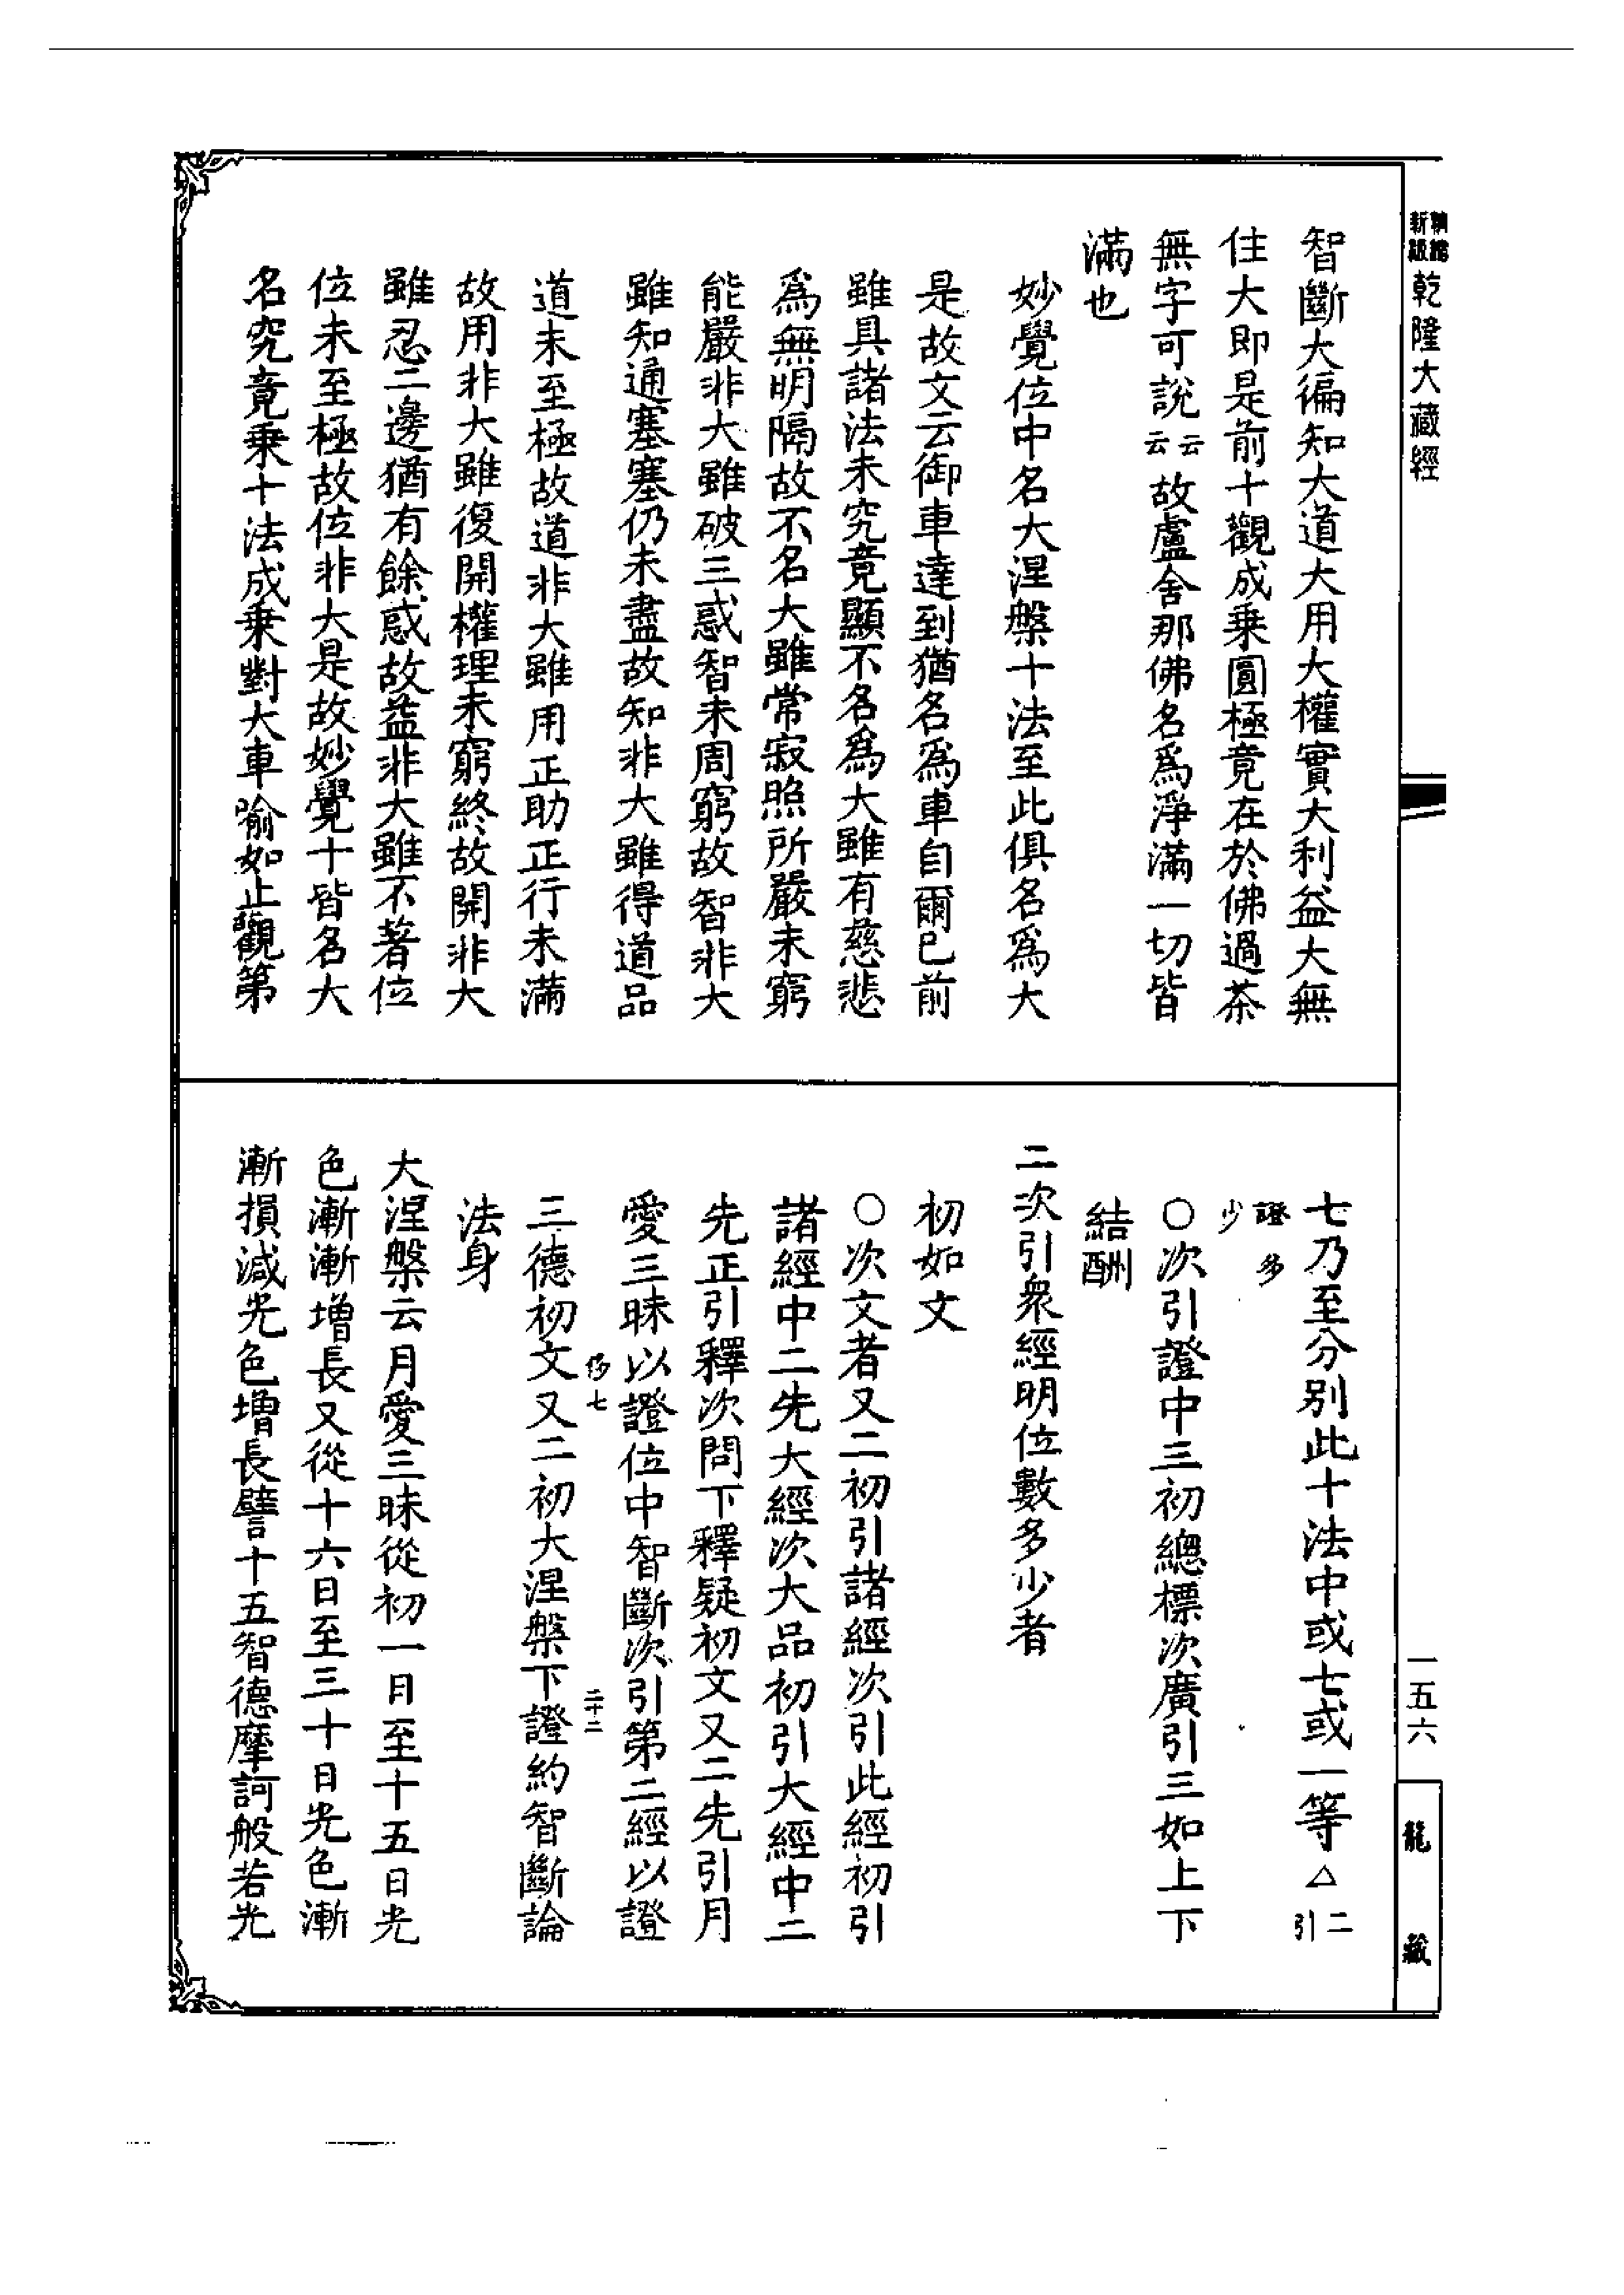 精縮新版乾隆大藏經
智斷大徧知大道大用大權實大利益大無
住大即是前十觀成乘圓極竟在於佛過茶
無字可說云云故盧舍那佛名爲淨滿一切皆
滿也
妙覺位中名大涅槃十法至此俱名爲大
是故文云御車達到猶名爲車自爾已前
雖具諸法未究竟顯不名爲大雖有慈悲
爲無明隔故不名大雖常寂照所嚴未窮
能嚴非大雖破三惑智未周窮故智非大
雖知通塞塞仍未盡故知非大雖得道品
道未至極故道非大雖用正助正行未滿
故用非大雖復開權理未窮終故開非大
雖忍二邊猶有餘惑故益非大雖不著位
位未至極故位非大是故妙覺十皆名大
名究竟乘十法成乘對大車喻如止觀第
七乃至分別此十法中或七或一等△二引
證多少
○次引證中三初總標次廣引三如上下
結酬
二次引衆經明位數多少者
初如文
○次文者又二初引諸經次引此經初引
諸經中二先大經次大品初引大經中二
先正引釋次問下釋疑初文又二先引月
愛三昧以證位中智斷次引第二經以證
三德初文又二初大涅槃下證約智斷論
法身
大涅槃云月愛三昧從初一日至十五日光
色漸漸增長又從十六日至三十日光色漸
漸損減光色增長譬十五智德摩訶般若光
一五六
龍藏